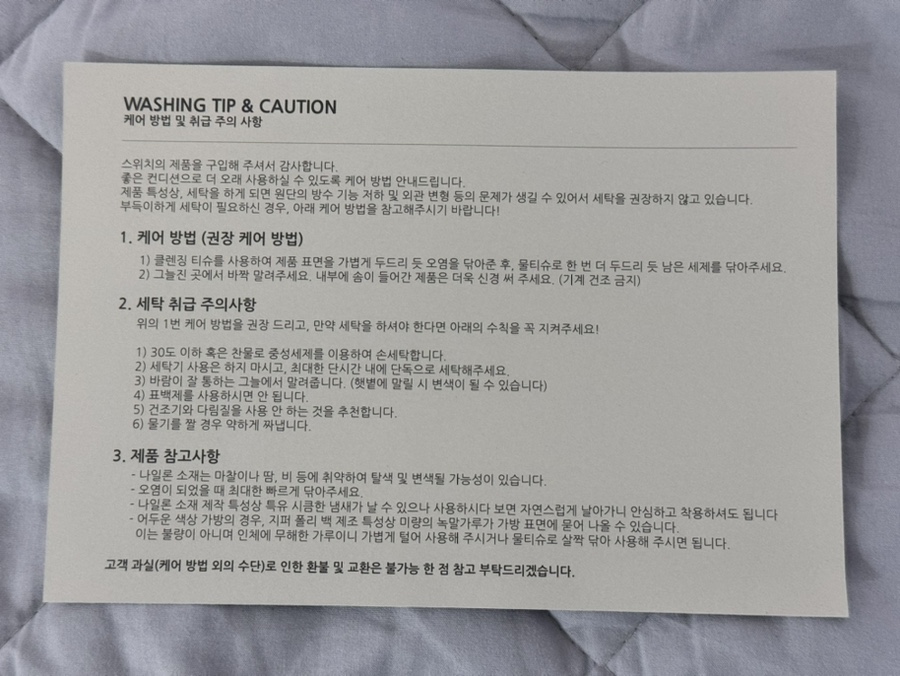 WASHING TIP & CAUTION
케어 방법 및 취급 주의 사항
스위치의 제품을 구입해 주셔서 감사합니다.
좋은 컨디션으로 더 오래 사용하실 수 있도록 케어 방법 안내드립니다.
제품 특성상, 세탁을 하게 되면 원단의 방수 기능 저하 및 외관 변형 등의 문제가 생길 수 있어서 세탁을 권장하지 않고 있습니다.
부득이하게 세탁이 필요하신 경우, 아래 케어 방법을 참고해주시기 바랍니다!
1. 케어 방법 (권장 케어 방법)
1) 클렌징 티슈를 사용하여 제품 표면을 가볍게 두드리 듯 오염을 닦아준 후, 물티슈로 한 번 더 두드리 듯 남은 세제를 닦아주세요.
2) 그늘진 곳에서 바짝 말려주세요. 내부에 솜이 들어간 제품은 더욱 신경 써 주세요. (기계 건조 금지)
2. 세탁 취급 주의사항
위의 1번 케어 방법을 권장 드리고, 만약 세탁을 하셔야 한다면 아래의 수칙을 꼭 지켜주세요!
1) 30도 이하 혹은 찬물로 중성세제를 이용하여 손세탁합니다.
2) 세탁기 사용은 하지 마시고, 최대한 단시간 내에 단독으로 세탁해주세요.
3) 바람이 잘 통하는 그늘에서 말려줍니다. (햇볕에 말릴 시 변색이 될 수 있습니다)
4) 표백제를 사용하시면 안 됩니다.
5) 건조기와 다림질을 사용 안 하는 것을 추천합니다.
6) 물기를 짤 경우 약하게 짜냅니다.
3. 제품 참고사항
- 나일론 소재는 마찰이나 땀, 비 등에 취약하여 탈색 및 변색될 가능성이 있습니다.
- 오염이 되었을 때 최대한 빠르게 닦아주세요.
- 나일론 소재 제작 특성상 특유 시큼한 냄새가 날 수 있으나 사용하시다 보면 자연스럽게 날아가니 안심하고 착용하셔도 됩니다
- 어두운 색상 가방의 경우, 지퍼 폴리 백 제조 특성상 미량의 녹말가루가 가방 표면에 묻어 나올 수 있습니다.
이는 불량이 아니며 인체에 무해한 가루이니 가볍게 털어 사용해 주시거나 물티슈로 살짝 닦아 사용해 주시면 됩니다.
고객 과실(케어 방법 외의 수단)로 인한 환불 및 교환은 불가능 한 점 참고 부탁드리겠습니다.